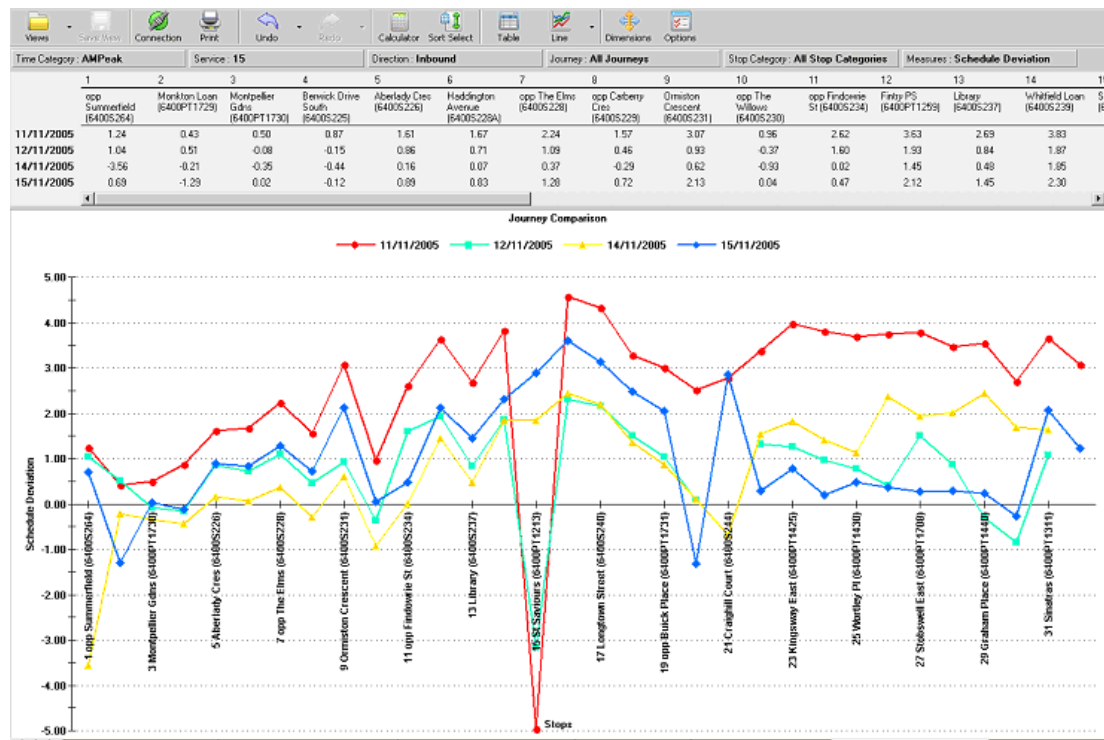 Views Save View Connection Print Undo Redo Calculator Sort Select Table Line Dimensions Options
Time Category : AMPeak Service : 15 Direction : Inbound Journey : All Journeys Stop Category : All Stop Categories Measures : Schedule Deviation
1 2 3 4 5 6 7 8 9 10 11 12 13 14 15
opp Monkton Loan Montpelier Berwick Drive Aberlady Cres Haddington opp The Elms opp Carberry Ormiston opp The opp Findowrie Fintry PS Library Whitfield Loan S
Summerfield (6400PT1729) Gdns South (6400S226) Avenue (6400S228) Cres Crescent Willows St (6400S234) (6400PT1259) (6400S237) (6400S239)
(6400S264) (6400PT1730) (6400S225) (6400S228A) (6400S229) (6400S231) (6400S230)
11/11/2005 1.24 0.43 0.50 0.87 1.61 1.67 2.24 1.57 3.07 0.96 2.62 3.63 2.69 3.83
12/11/2005 1.04 0.51 -0.08 -0.15 0.86 0.71 1.09 0.46 0.93 -0.37 1.60 1.93 0.84 1.87
14/11/2005 -3.56 -0.21 -0.35 -0.44 0.16 0.07 0.37 -0.29 0.62 -0.93 0.02 1.45 0.48 1.85
15/11/2005 0.69 -1.29 0.02 -0.12 0.89 0.83 1.28 0.72 2.13 0.04 0.47 2.12 1.45 2.30
Journey Comparison
11/11/2005 12/11/2005 14/11/2005 15/11/2005
5.00
4.00
3.00
2.00
1.00
0.00
-1.00
-2.00
-3.00
-4.00
-5.00
Schedule Deviation
1 opp Summerfield (6400S264)
3 Montpellier Gdns (6400PT1730)
5 Aberlady Cres (6400S226)
7 opp The Elms (6400S228)
9 Ormiston Crescent (6400S231)
11 opp Findowrie St (6400S234)
13 Library (6400S237)
15 St Saviours (6400PT1213)
17 Longtown Street (6400S240)
19 opp Buick Place (6400PT1731)
21 Craighill Court (6400S244)
23 Kingsway East (6400PT1425)
25 Wortley Pl (6400PT1430)
27 Stobswell East (6400PT1700)
29 Graham Place (6400PT1440)
31 Sinatras (6400PT1311)
Stops